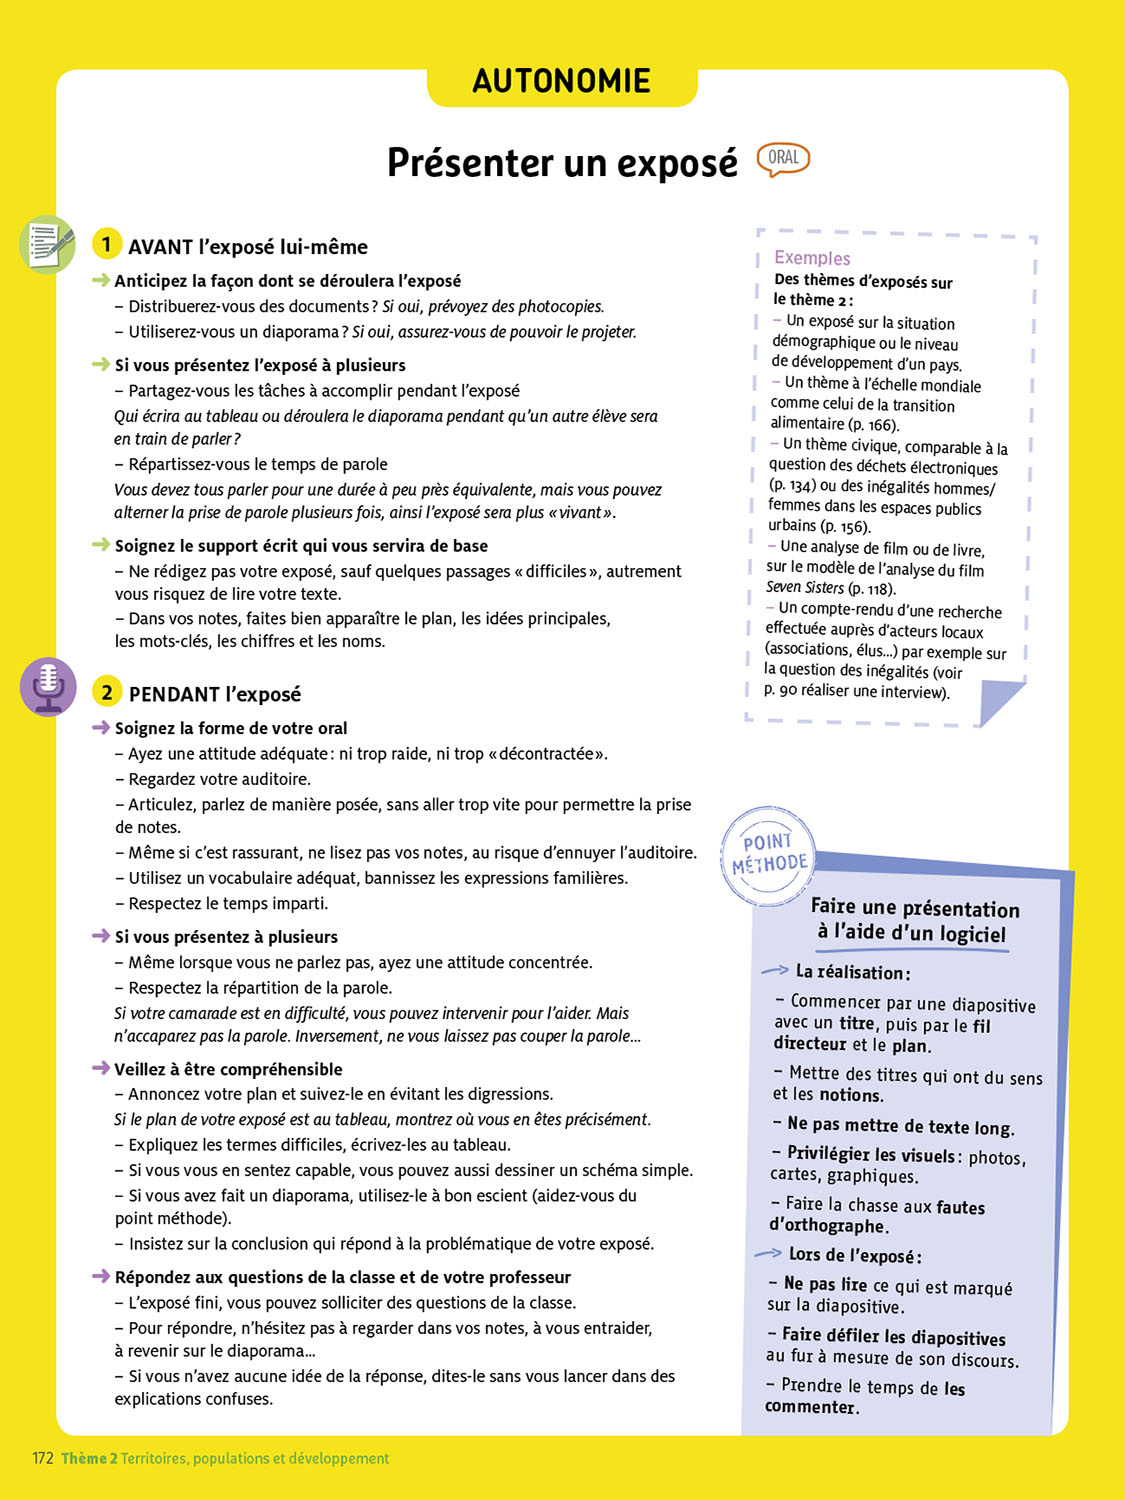 AUTONOMIE
Présenter un exposé
ORAL
1 AVANT l'exposé lui-même
➜ Anticipez la façon dont se déroulera l'exposé
– Distribuerez-vous des documents ? Si oui, prévoyez des photocopies.
– Utiliserez-vous un diaporama ? Si oui, assurez-vous de pouvoir le projeter.
➜ Si vous présentez l'exposé à plusieurs
– Partagez-vous les tâches à accomplir pendant l'exposé
Qui écrira au tableau ou déroulera le diaporama pendant qu'un autre élève sera
en train de parler ?
– Répartissez-vous le temps de parole
Vous devez tous parler pour une durée à peu près équivalente, mais vous pouvez
alterner la prise de parole plusieurs fois, ainsi l'exposé sera plus « vivant ».
➜ Soignez le support écrit qui vous servira de base
– Ne rédigez pas votre exposé, sauf quelques passages « difficiles », autrement
vous risquez de lire votre texte.
– Dans vos notes, faites bien apparaître le plan, les idées principales,
les mots-clés, les chiffres et les noms.
2 PENDANT l'exposé
➜ Soignez la forme de votre oral
– Ayez une attitude adéquate : ni trop raide, ni trop « décontractée ».
– Regardez votre auditoire.
– Articulez, parlez de manière posée, sans aller trop vite pour permettre la prise
de notes.
– Même si c'est rassurant, ne lisez pas vos notes, au risque d'ennuyer l'auditoire.
– Utilisez un vocabulaire adéquat, bannissez les expressions familières.
– Respectez le temps imparti.
➜ Si vous présentez à plusieurs
– Même lorsque vous ne parlez pas, ayez une attitude concentrée.
– Respectez la répartition de la parole.
Si votre camarade est en difficulté, vous pouvez intervenir pour l'aider. Mais
n'accaparez pas la parole. Inversement, ne vous laissez pas couper la parole...
➜ Veillez à être compréhensible
– Annoncez votre plan et suivez-le en évitant les digressions.
Si le plan de votre exposé est au tableau, montrez où vous en êtes précisément.
– Expliquez les termes difficiles, écrivez-les au tableau.
– Si vous vous en sentez capable, vous pouvez aussi dessiner un schéma simple.
– Si vous avez fait un diaporama, utilisez-le à bon escient (aidez-vous du
point méthode).
– Insistez sur la conclusion qui répond à la problématique de votre exposé.
➜ Répondez aux questions de la classe et de votre professeur
– L'exposé fini, vous pouvez solliciter des questions de la classe.
– Pour répondre, n'hésitez pas à regarder dans vos notes, à vous entraider,
à revenir sur le diaporama...
– Si vous n'avez aucune idée de la réponse, dites-le sans vous lancer dans des
explications confuses.
Exemples
Des thèmes d'exposés sur
le thème 2 :
– Un exposé sur la situation
démographique ou le niveau
de développement d'un pays.
– Un thème à l'échelle mondiale
comme celui de la transition
alimentaire (p. 166).
– Un thème civique, comparable à la
question des déchets électroniques
(p. 134) ou des inégalités hommes/
femmes dans les espaces publics
urbains (p. 156).
– Une analyse de film ou de livre,
sur le modèle de l'analyse du film
Seven Sisters (p. 118).
– Un compte-rendu d'une recherche
effectuée auprès d'acteurs locaux
(associations, élus...) par exemple sur
la question des inégalités (voir
p. 90 réaliser une interview).
POINT
MÉTHODE
Faire une présentation
à l'aide d'un logiciel
La réalisation :
– Commencer par une diapositive
avec un titre, puis par le fil
directeur et le plan.
– Mettre des titres qui ont du sens
et les notions.
– Ne pas mettre de texte long.
– Privilégier les visuels : photos,
cartes, graphiques.
– Faire la chasse aux fautes
d'orthographe.
Lors de l'exposé :
– Ne pas lire ce qui est marqué
sur la diapositive.
– Faire défiler les diapositives
au fur à mesure de son discours.
– Prendre le temps de les
commenter.
172 Thème 2 Territoires, populations et développement